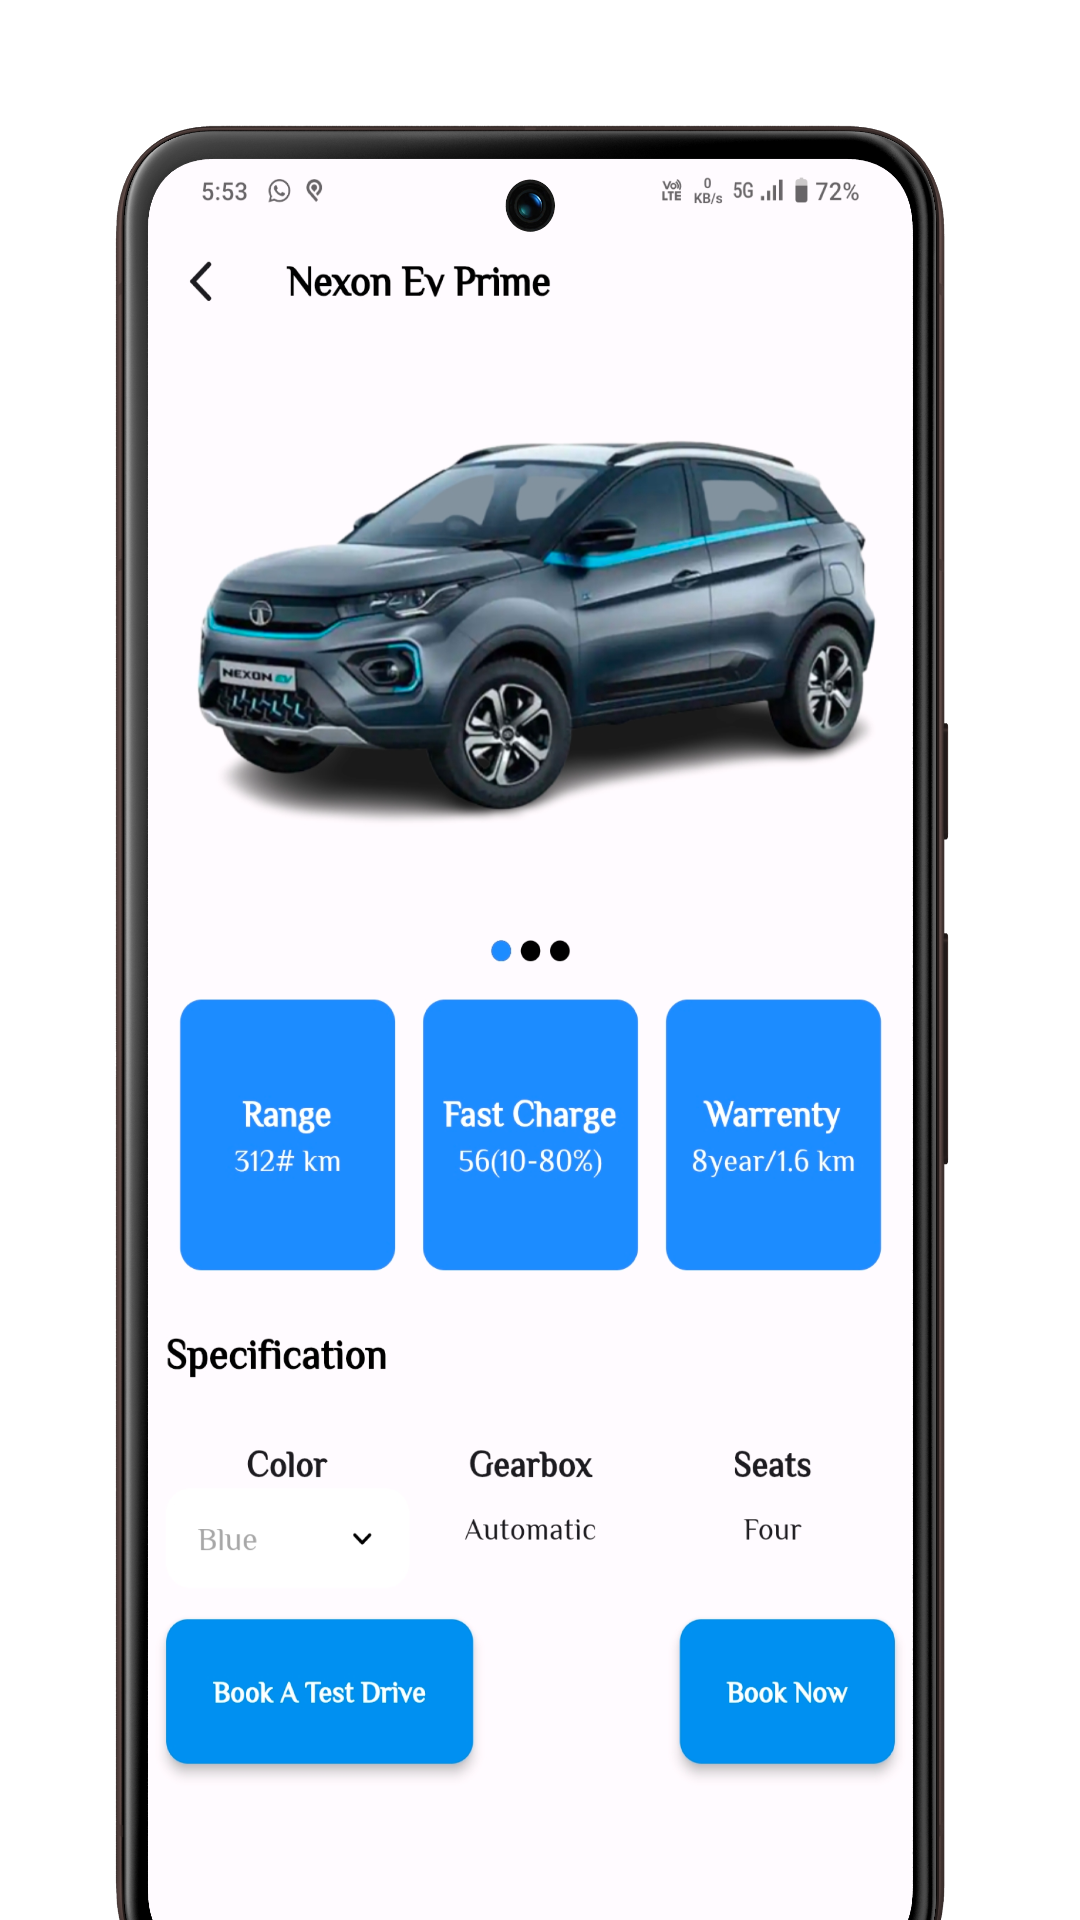 5:53 Vo) LTE 0 KB/s 5G 72%
Nexon Ev Prime
NEXON EV
Range Fast Charge Warrenty
312# km 56(10-80%) 8year/1.6 km
Specification
Color Gearbox Seats
Blue Automatic Four
Book A Test Drive Book Now